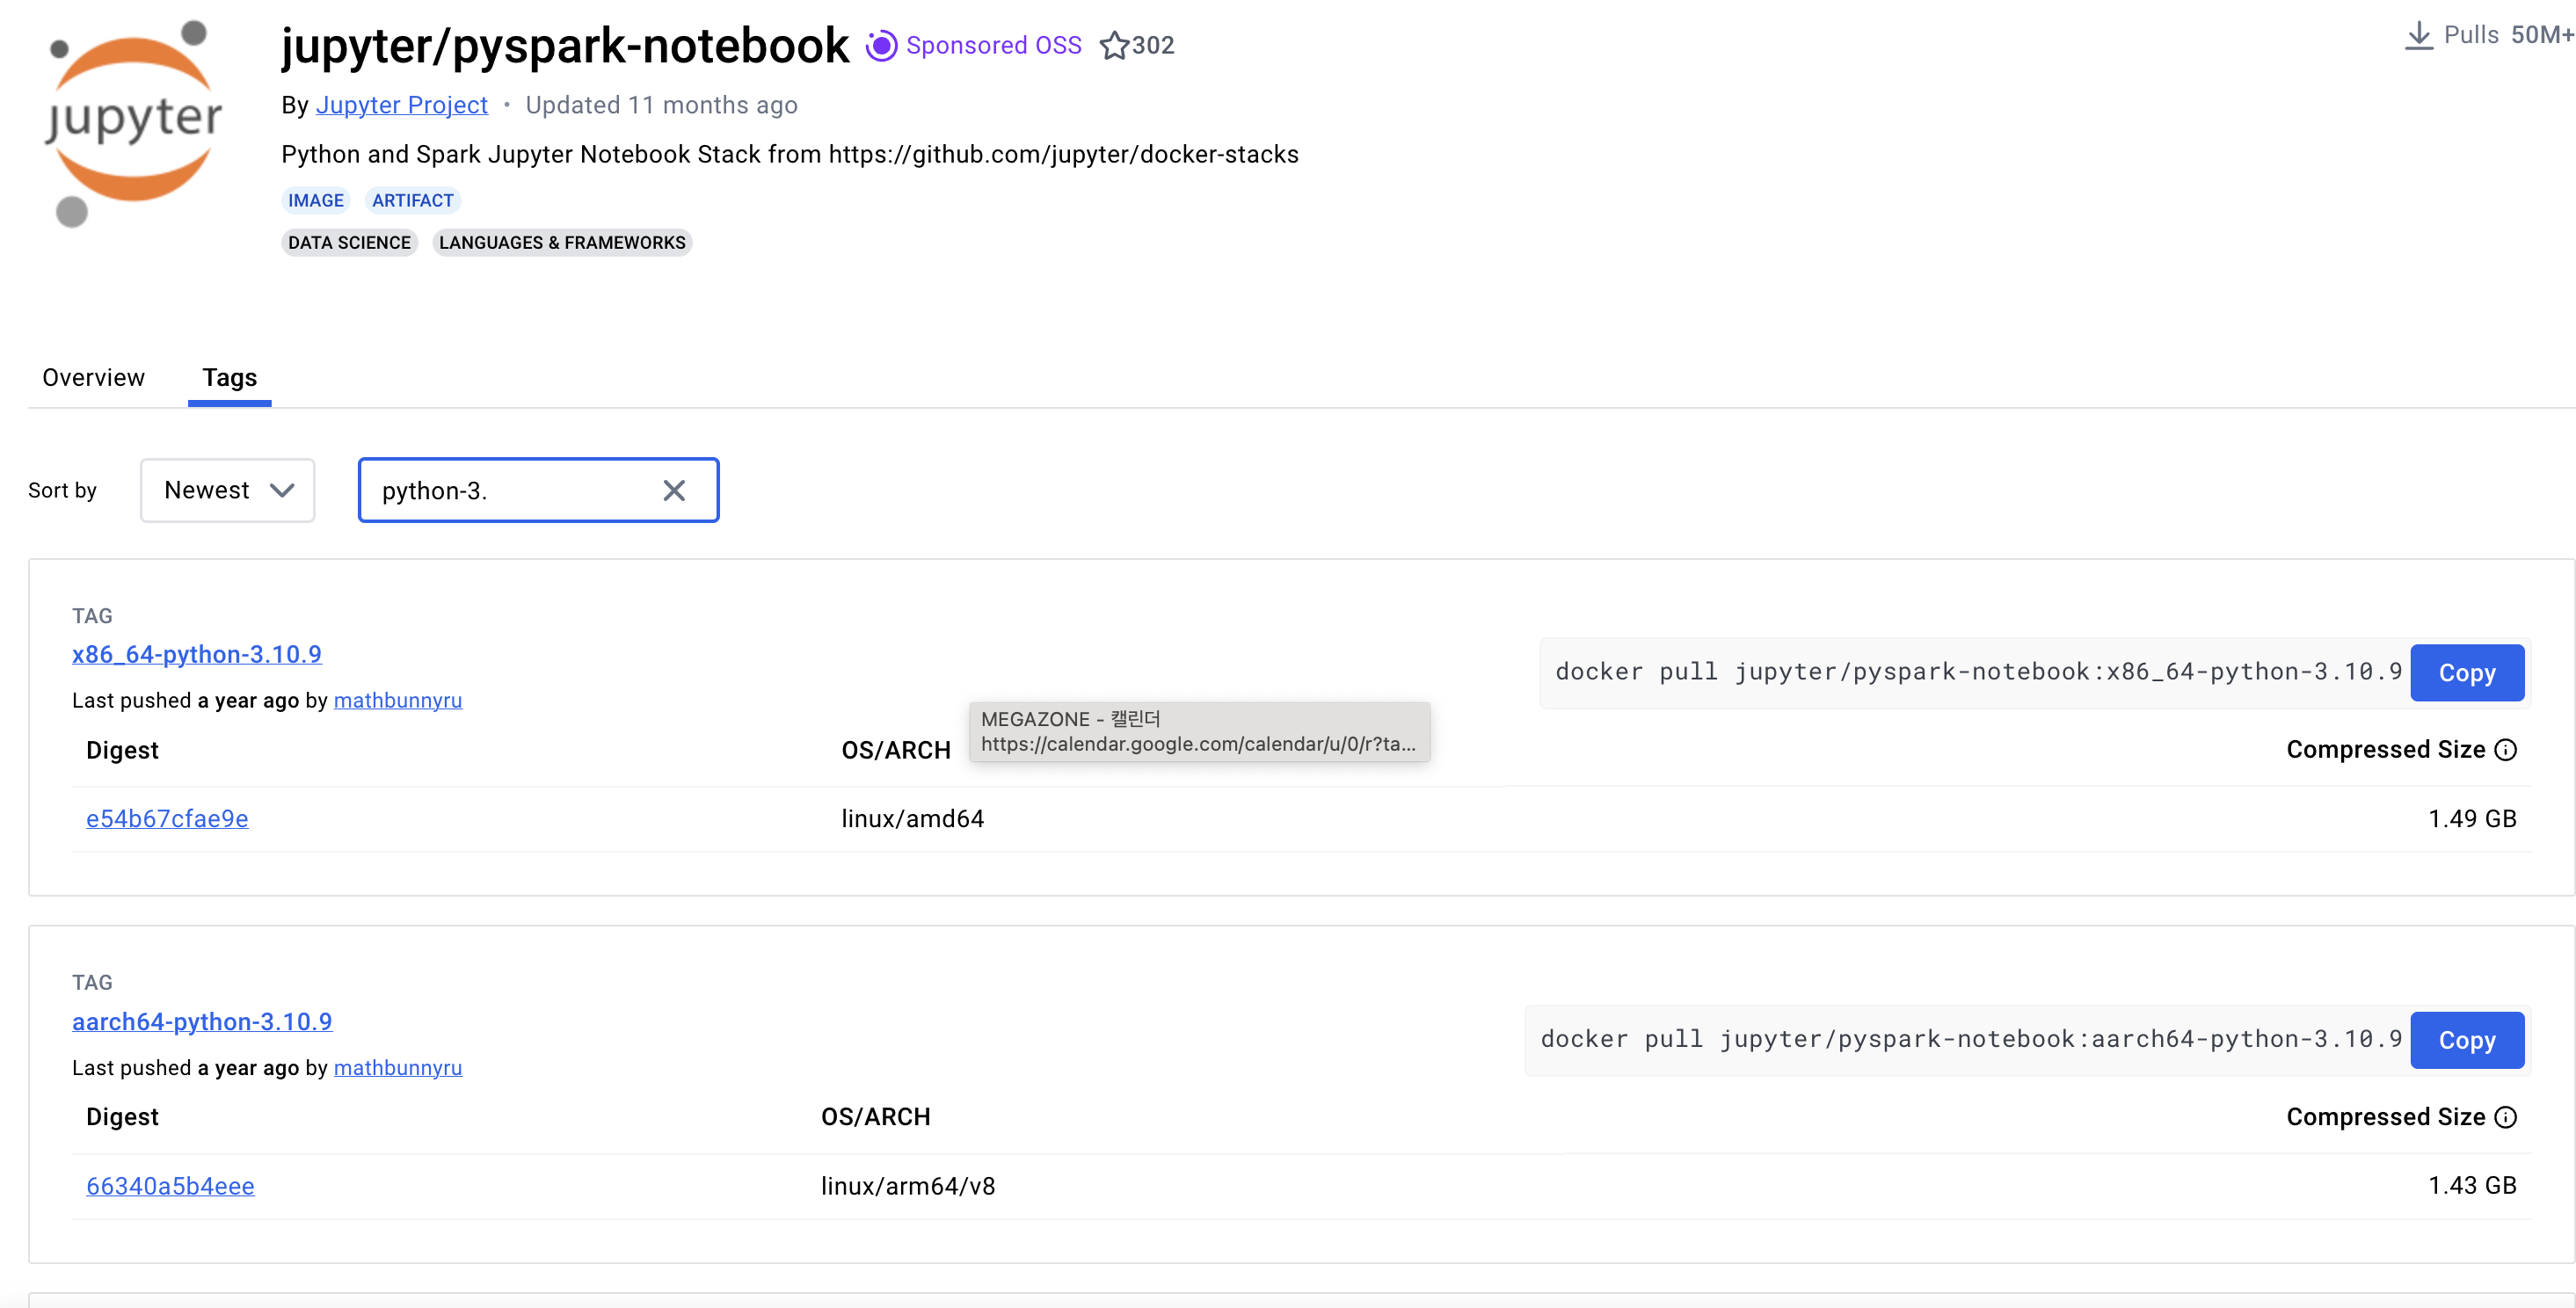 jupyter
jupyter/pyspark-notebook Sponsored OSS 302
Pulls 50M+
By Jupyter Project • Updated 11 months ago
Python and Spark Jupyter Notebook Stack from https://github.com/jupyter/docker-stacks
IMAGE ARTIFACT
DATA SCIENCE LANGUAGES & FRAMEWORKS
Overview Tags
Sort by Newest python-3.
TAG
x86_64-python-3.10.9
docker pull jupyter/pyspark-notebook:x86_64-python-3.10.9 Copy
Last pushed a year ago by mathbunnyru
MEGAZONE - 캘린더
https://calendar.google.com/calendar/u/0/r?ta...
Digest OS/ARCH Compressed Size
e54b67cfae9e linux/amd64 1.49 GB
TAG
aarch64-python-3.10.9
docker pull jupyter/pyspark-notebook:aarch64-python-3.10.9 Copy
Last pushed a year ago by mathbunnyru
Digest OS/ARCH Compressed Size
66340a5b4eee linux/arm64/v8 1.43 GB